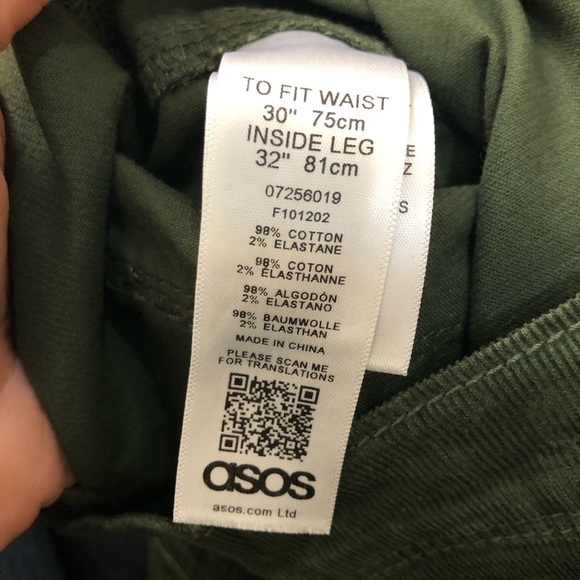 TO FIT WAIST
30" 75cm
INSIDE LEG
32" 81cm
07256019
F101202
98% COTTON
2% ELASTANE
98% COTON
2% ÉLASTHANNE
98% ALGODÓN
2% ELASTANO
98% BAUMWOLLE
2% ELASTHAN
MADE IN CHINA
PLEASE SCAN ME
FOR TRANSLATIONS
asos
asos.com Ltd
E
Z
S